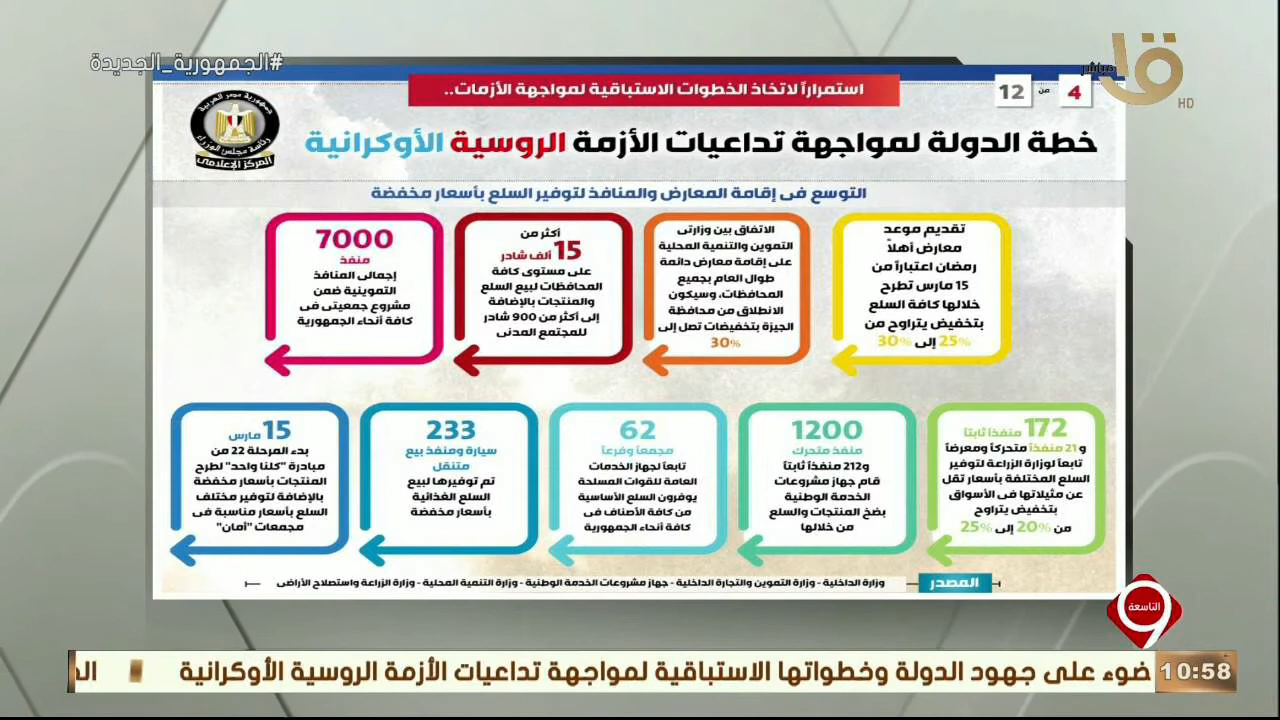 #الجمهورية_الجديدة
مباشر
HD
استمراراً لاتخاذ الخطوات الاستباقية لمواجهة الأزمات..
4 من 12
جمهورية مصر العربية
رئاسة مجلس الوزراء
المركز الإعلامى
خطة الدولة لمواجهة تداعيات الأزمة الروسية الأوكرانية
التوسع فى إقامة المعارض والمنافذ لتوفير السلع بأسعار مخفضة
تقديم موعد
معارض أهلاً
رمضان اعتباراً من
15 مارس تطرح
خلالها كافة السلع
بتخفيض يتراوح من
25% إلى 30%
الاتفاق بين وزارتى
التموين والتنمية المحلية
على إقامة معارض دائمة
طوال العام بجميع
المحافظات، وسيكون
الانطلاق من محافظة
الجيزة بتخفيضات تصل إلى
30%
أكثر من
15 ألف شادر
على مستوى كافة
المحافظات لبيع السلع
والمنتجات بالإضافة
إلى أكثر من 900 شادر
للمجتمع المدنى
7000
منفذ
إجمالى المنافذ
التموينية ضمن
مشروع جمعيتى فى
كافة أنحاء الجمهورية
172 منفذاً ثابتاً
و21 منفذاً متحركاً ومعرضاً
تابعاً لوزارة الزراعة لتوفير
السلع المختلفة بأسعار تقل
عن مثيلاتها فى الأسواق
بتخفيض يتراوح
من 20% إلى 25%
1200
منفذ متحرك
و212 منفذاً ثابتاً
قام جهاز مشروعات
الخدمة الوطنية
بضخ المنتجات والسلع
من خلالها
62
مجمعاً وفرعاً
تابعاً لجهاز الخدمات
العامة للقوات المسلحة
يوفرون السلع الأساسية
من كافة الأصناف فى
كافة أنحاء الجمهورية
233
سيارة ومنفذ بيع
متنقل
تم توفيرها لبيع
السلع الغذائية
بأسعار مخفضة
15 مارس
بدء المرحلة 22 من
مبادرة "كلنا واحد" لطرح
المنتجات بأسعار مخفضة
بالإضافة لتوفير مختلف
السلع بأسعار مناسبة فى
مجمعات "أمان"
المصدر
وزارة الداخلية - وزارة التموين والتجارة الداخلية - جهاز مشروعات الخدمة الوطنية - وزارة التنمية المحلية - وزارة الزراعة واستصلاح الأراضى
التاسعة
9
10:58
ضوء على جهود الدولة وخطواتها الاستباقية لمواجهة تداعيات الأزمة الروسية الأوكرانية